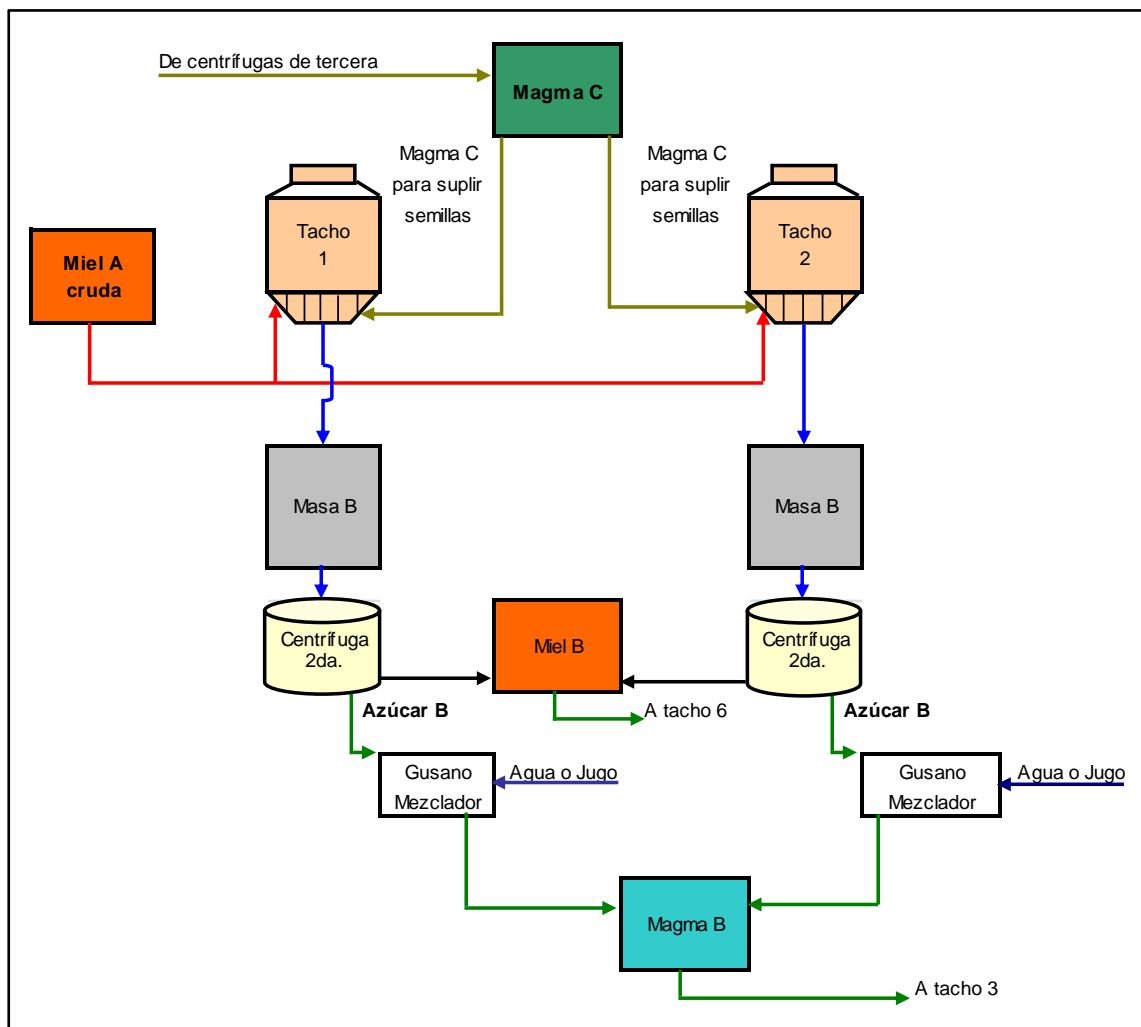 De centrífugas de tercera
Magma C
Magma C
para suplir
semillas
Magma C
para suplir
semillas
Tacho
1
Tacho
2
Miel A
cruda
Masa B
Masa B
Centrífuga
2da.
Miel B
Centrífuga
2da.
Azúcar B
A tacho 6
Azúcar B
Gusano
Mezclador
Agua o Jugo
Gusano
Mezclador
Agua o Jugo
Magma B
A tacho 3